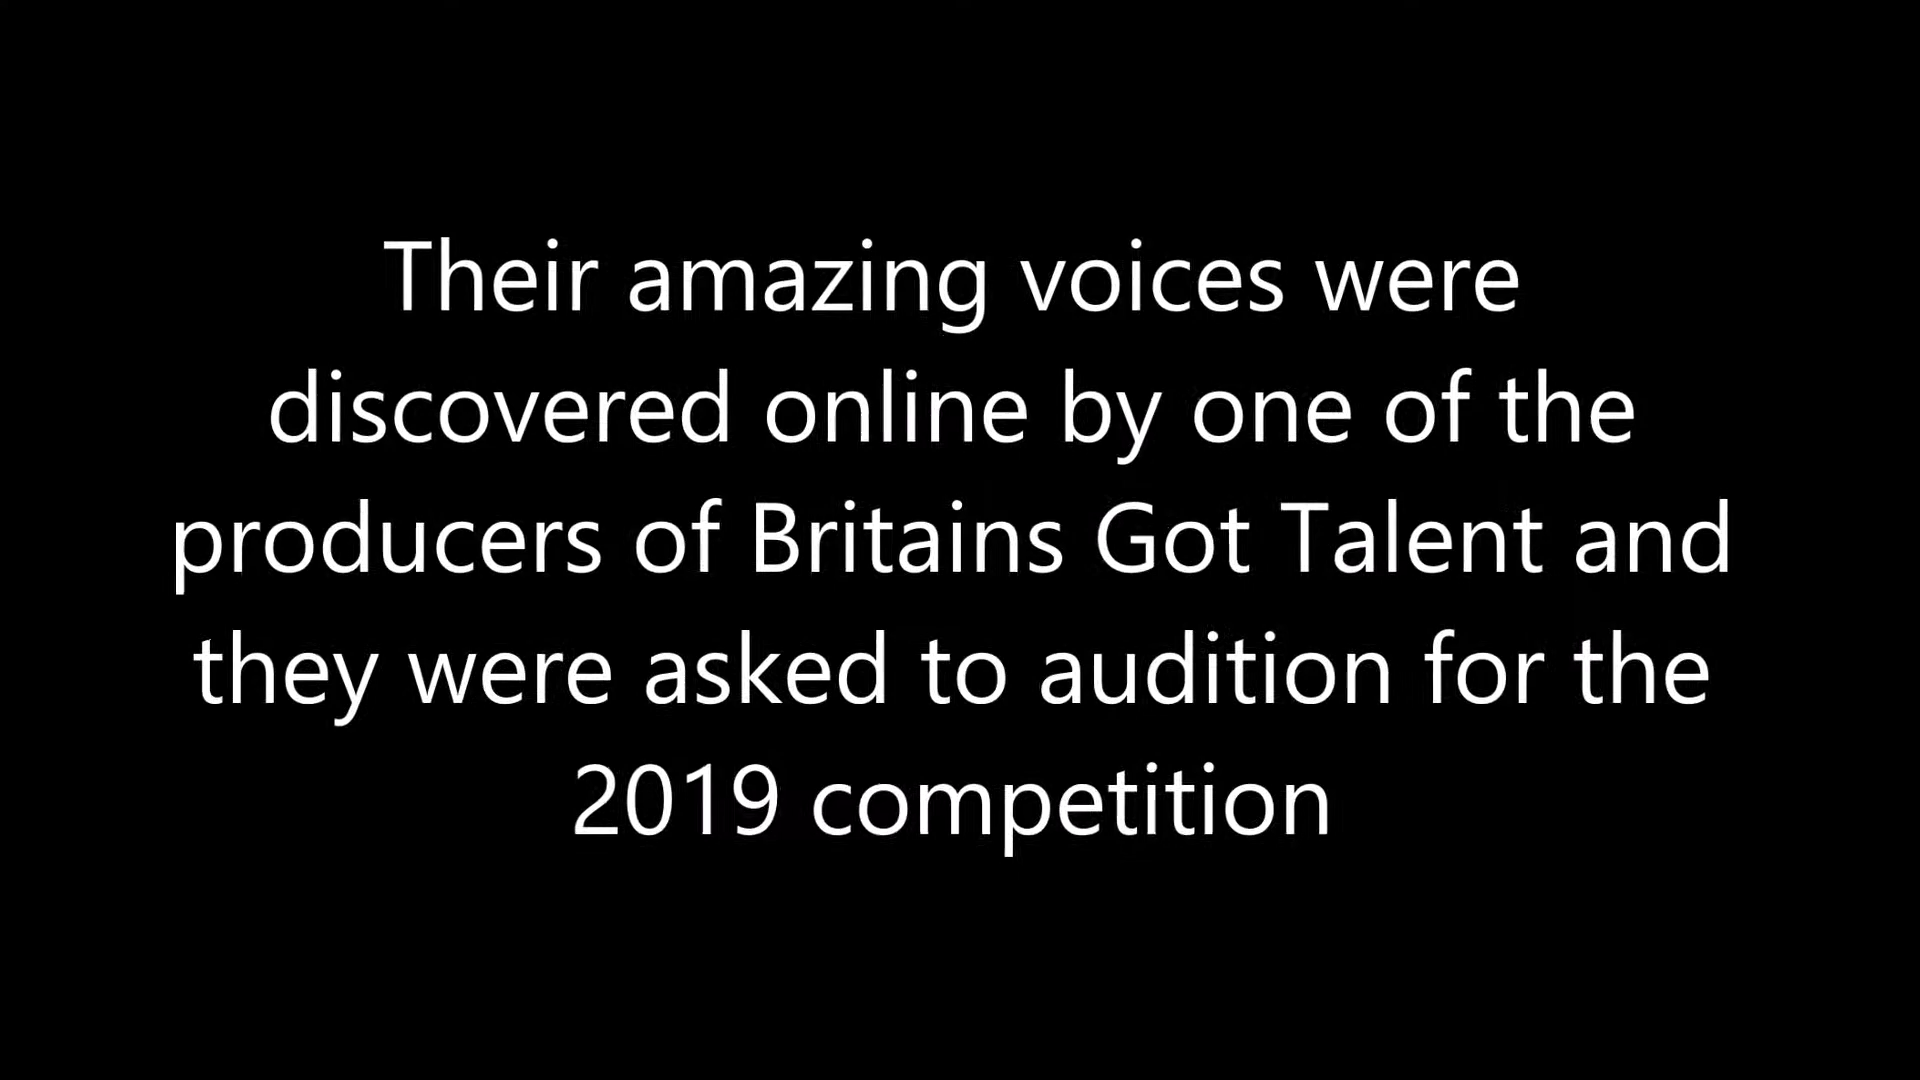 Their amazing voices were
discovered online by one of the
producers of Britains Got Talent and
they were asked to audition for the
2019 competition